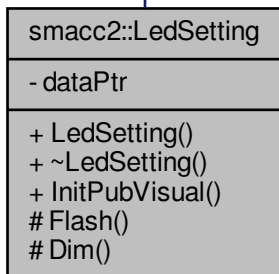 smacc2::LedSetting
- dataPtr
+ LedSetting()
+ ~LedSetting()
+ InitPubVisual()
# Flash()
# Dim()